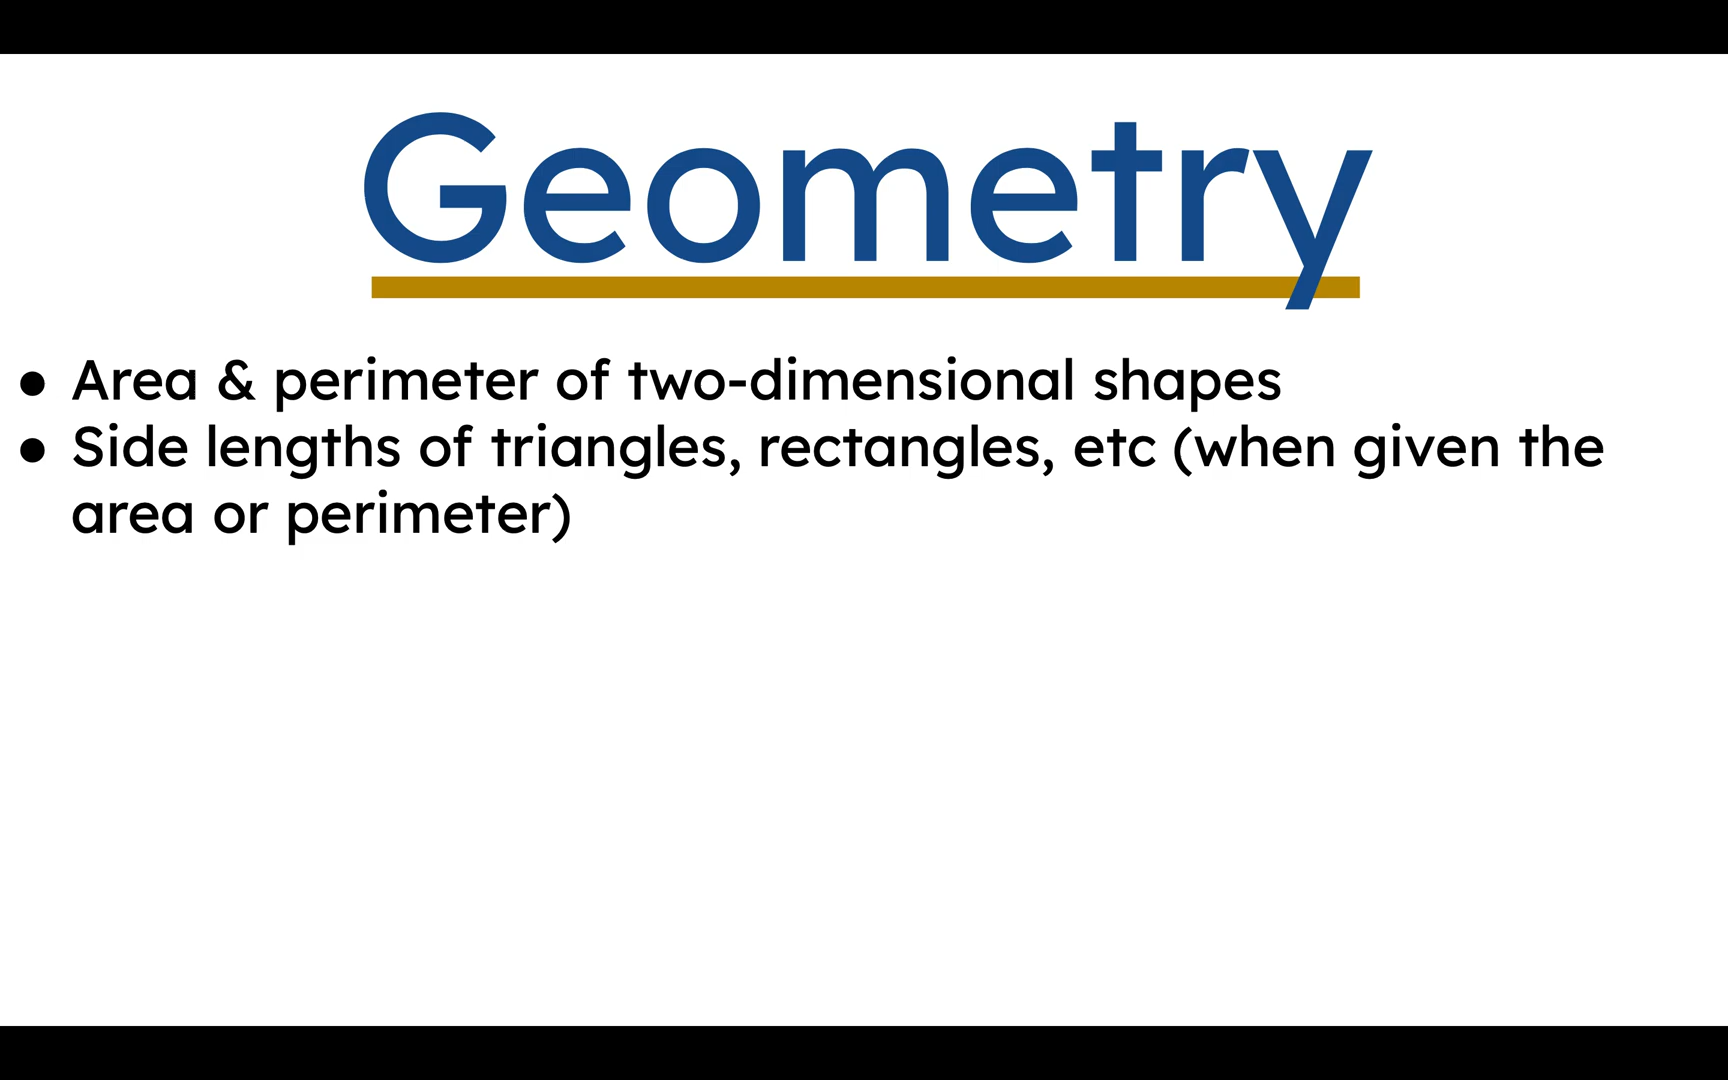 Geometry
● Area & perimeter of two-dimensional shapes
● Side lengths of triangles, rectangles, etc (when given the
area or perimeter)